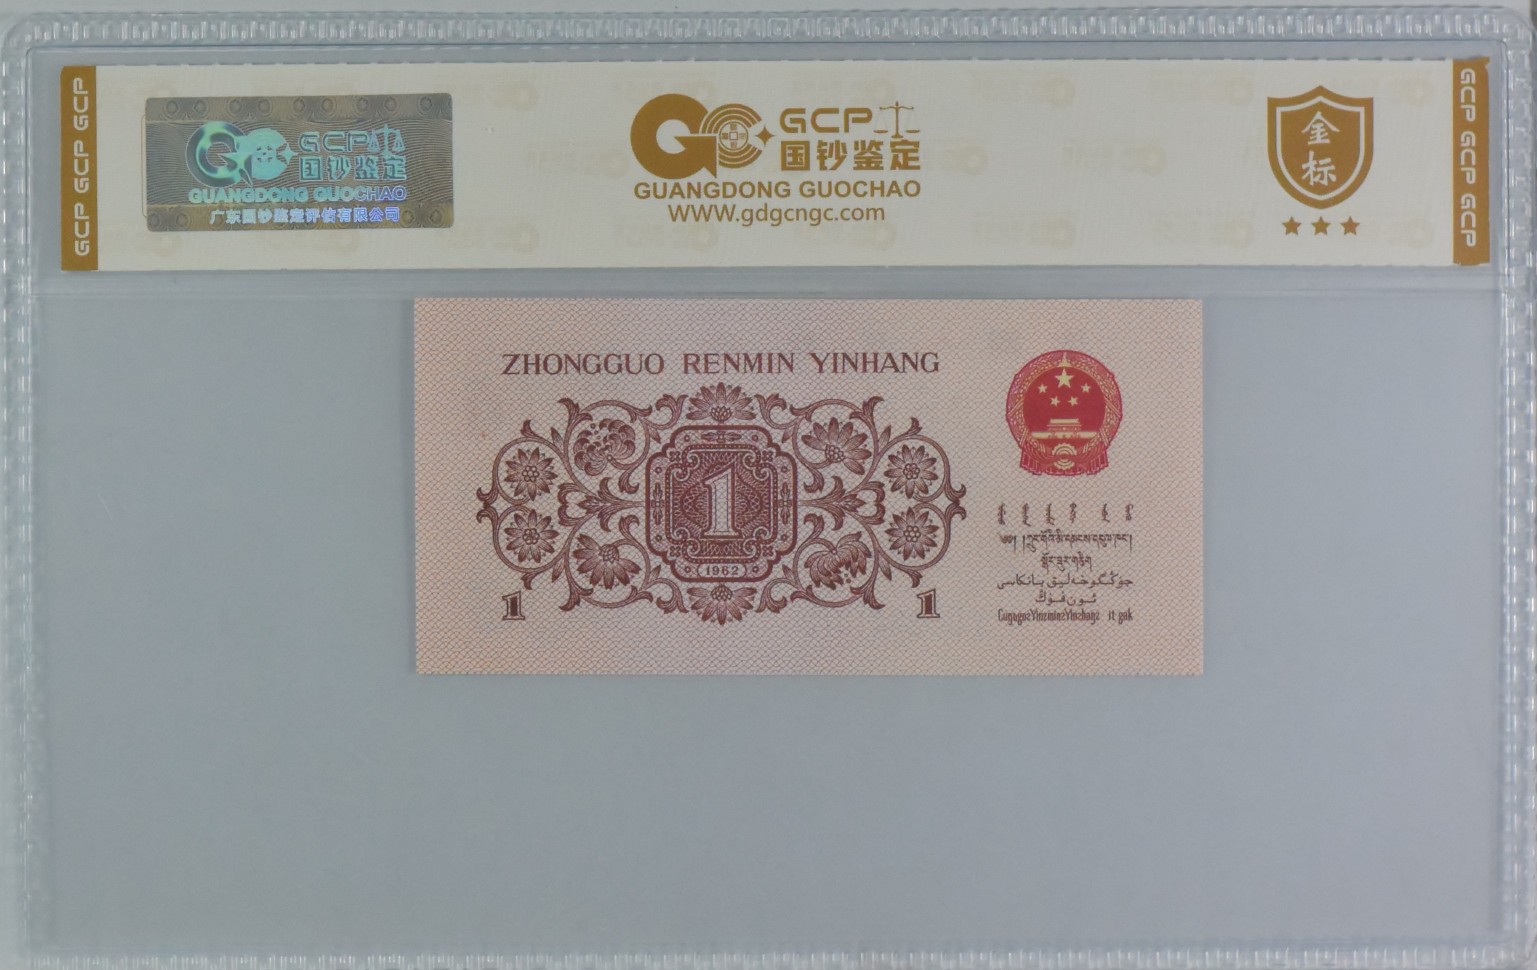 GCP GCP GCP
GCP
国钞鉴定
GUANGDONG GUOCHAO
广东国钞鉴定评估有限公司
GCP
国钞鉴定
GUANGDONG GUOCHAO
WWW.gdgcngc.com
金标
GCP GCP GCP
ZHONGGUO RENMIN YINHANG
1
(1962)
1
1
جۇڭگوخەلىق بانكاسى